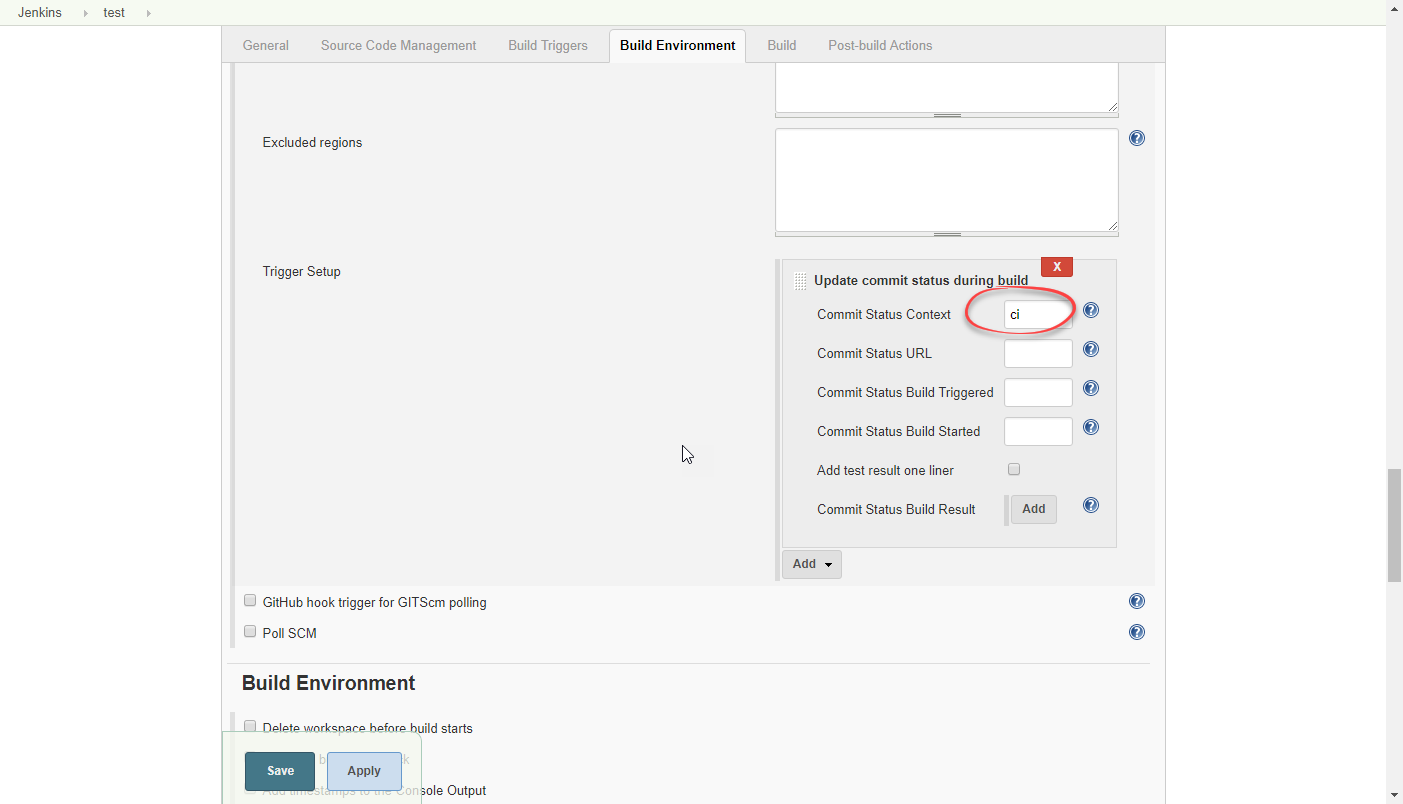 Jenkins test
General Source Code Management Build Triggers Build Environment Build Post-build Actions
Excluded regions
Trigger Setup
X
Update commit status during build
Commit Status Context ci
Commit Status URL
Commit Status Build Triggered
Commit Status Build Started
Add test result one liner
Commit Status Build Result Add
Add
GitHub hook trigger for GITScm polling
Poll SCM
Build Environment
Delete workspace before build starts
Save Apply
Add timestamps to the Console Output